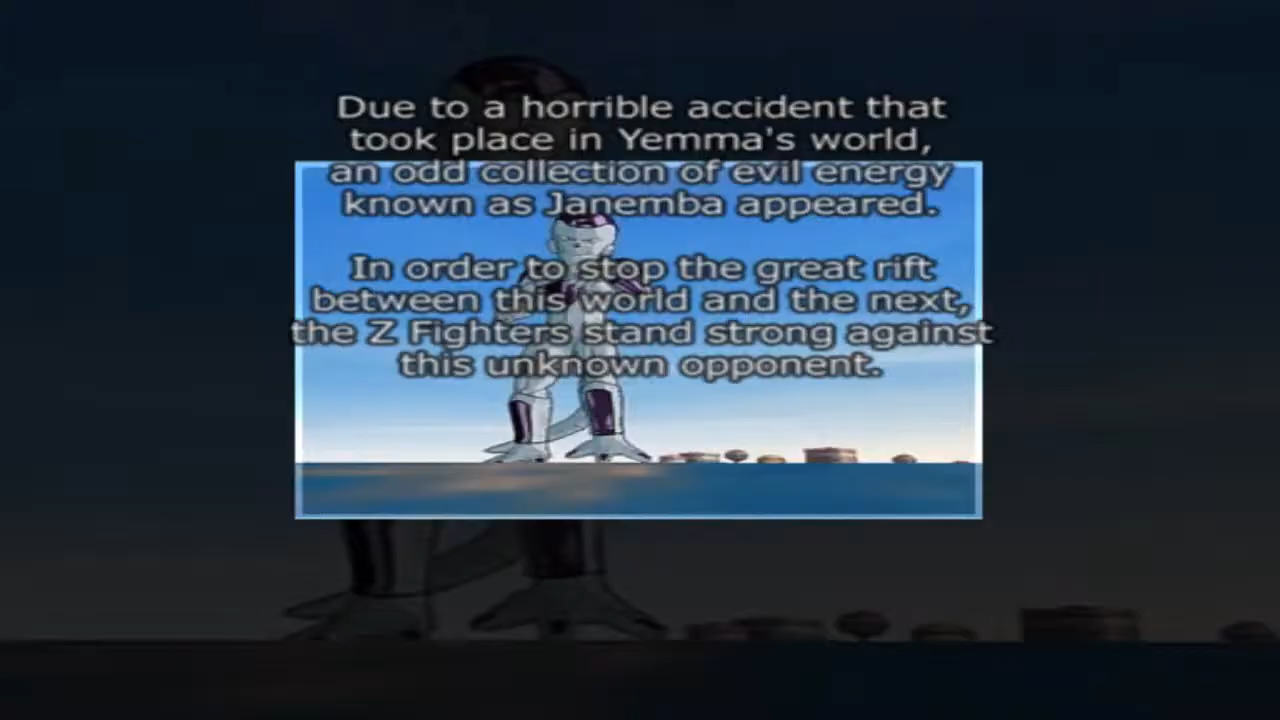 Due to a horrible accident that
took place in Yemma's world,
an odd collection of evil energy
known as Janemba appeared.
In order to stop the great rift
between this world and the next,
the Z Fighters stand strong against
this unknown opponent.